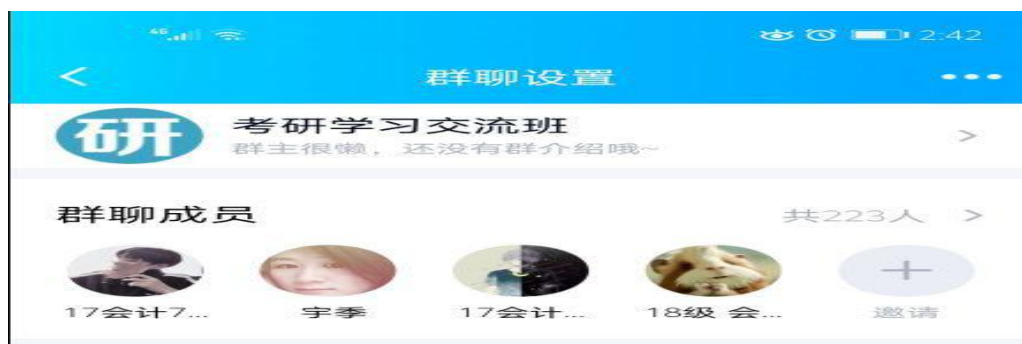 46 2:42
群聊设置
研 考研学习交流班
群主很懒，还没有群介绍哦~
群聊成员 共223人
17会计7... 宇季 17会计... 18级 会... 邀请